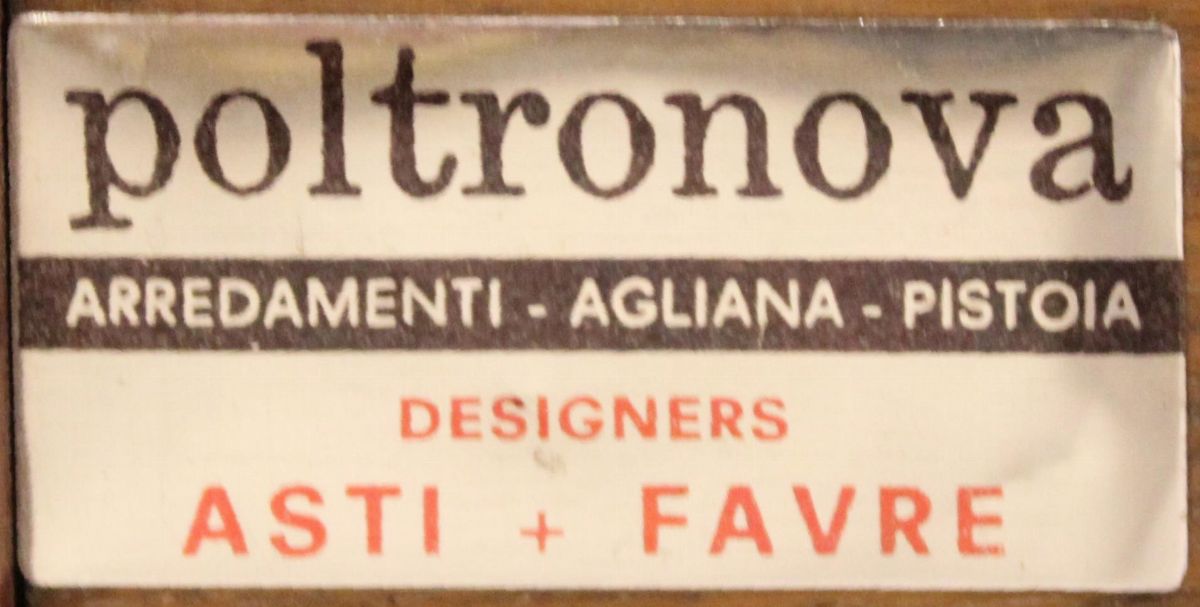 poltronova
ARREDAMENTI - AGLIANA - PISTOIA
DESIGNERS
ASTI + FAVRE